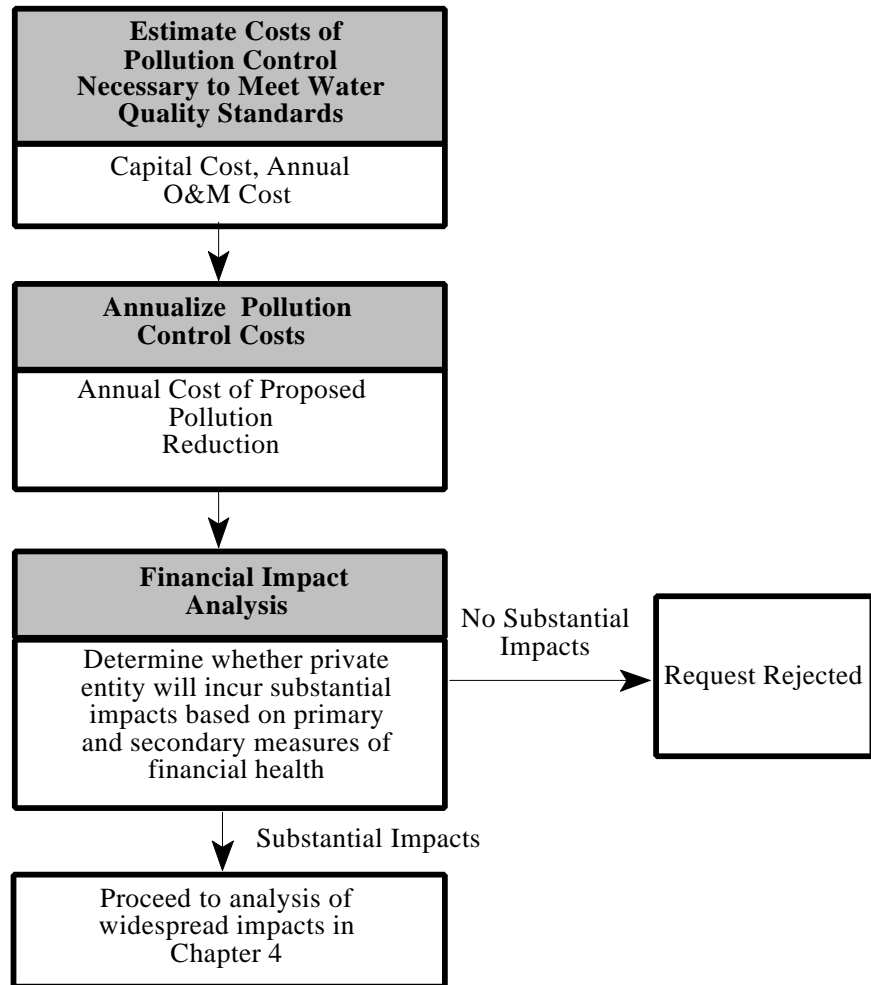 Estimate Costs of
Pollution Control
Necessary to Meet Water
Quality Standards
Capital Cost, Annual
O&M Cost
Annualize Pollution
Control Costs
Annual Cost of Proposed
Pollution
Reduction
Financial Impact
Analysis
Determine whether private
entity will incur substantial
impacts based on primary
and secondary measures of
financial health
No Substantial
Impacts
Request Rejected
Substantial Impacts
Proceed to analysis of
widespread impacts in
Chapter 4